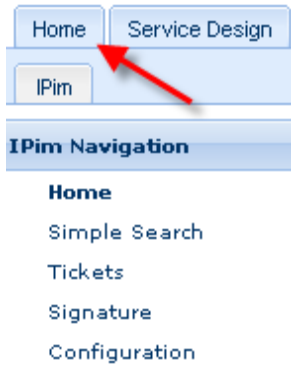 Home Service Design
IPim
IPim Navigation
Home
Simple Search
Tickets
Signature
Configuration